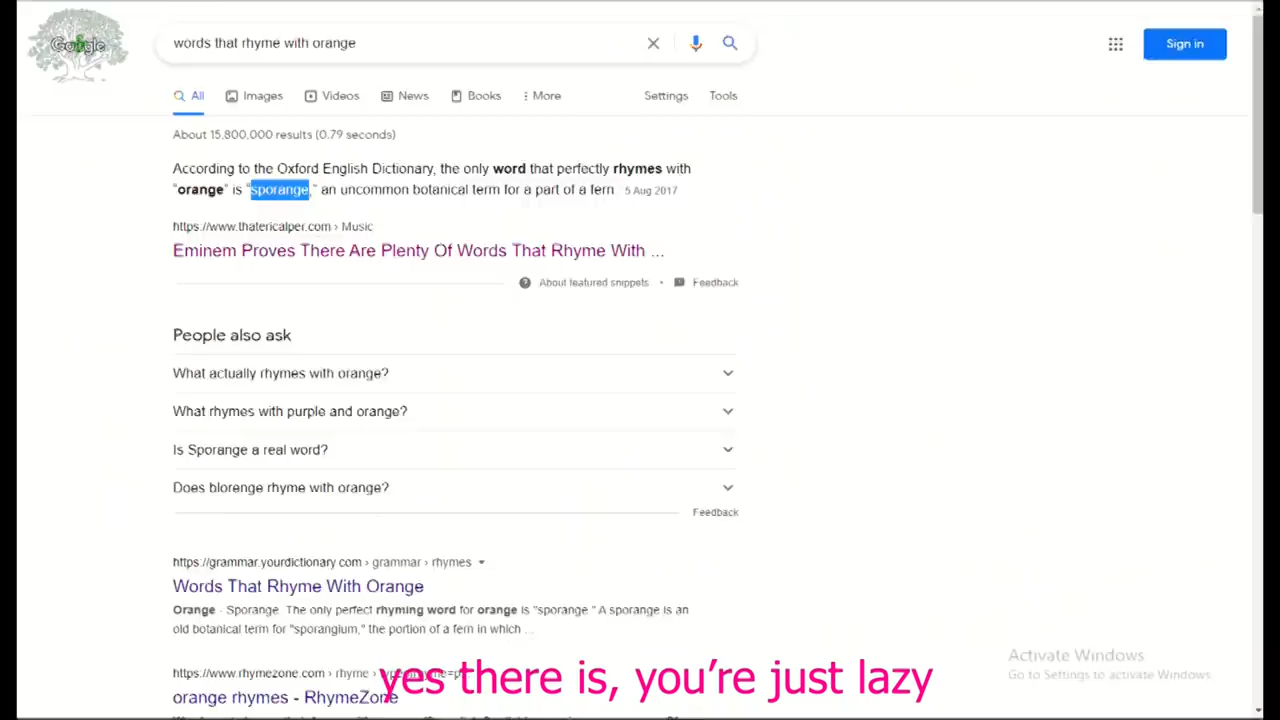 Google
words that rhyme with orange
Sign in
All Images Videos News Books More Settings Tools
About 15,800,000 results (0.79 seconds)
According to the Oxford English Dictionary, the only word that perfectly rhymes with
"orange" is "sporange," an uncommon botanical term for a part of a fern 5 Aug 2017
https://www.thatericalper.com › Music
Eminem Proves There Are Plenty Of Words That Rhyme With ...
About featured snippets • Feedback
People also ask
What actually rhymes with orange?
What rhymes with purple and orange?
Is Sporange a real word?
Does blorenge rhyme with orange?
Feedback
https://grammar.yourdictionary.com › grammar › rhymes
Words That Rhyme With Orange
Orange - Sporange The only perfect rhyming word for orange is "sporange." A sporange is an
old botanical term for "sporangium," the portion of a fern in which ...
https://www.rhymezone.com › rhyme
yes there is, you're just lazy
orange rhymes - RhymeZone
Activate Windows
Go to Settings to activate Windows.